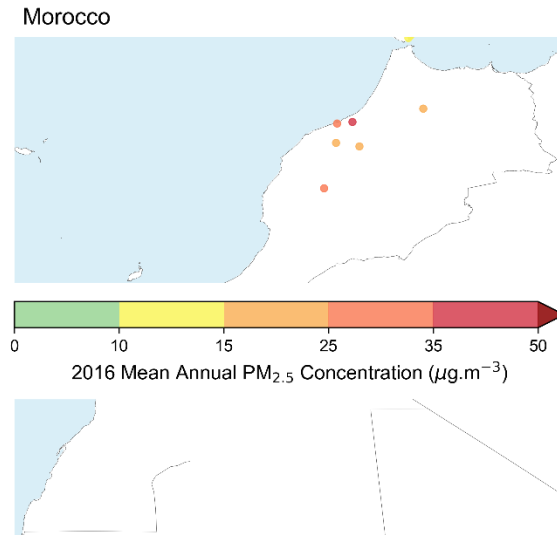 Morocco
0 10 15 25 35 50
2016 Mean Annual PM₂.₅ Concentration (μg.m⁻³)